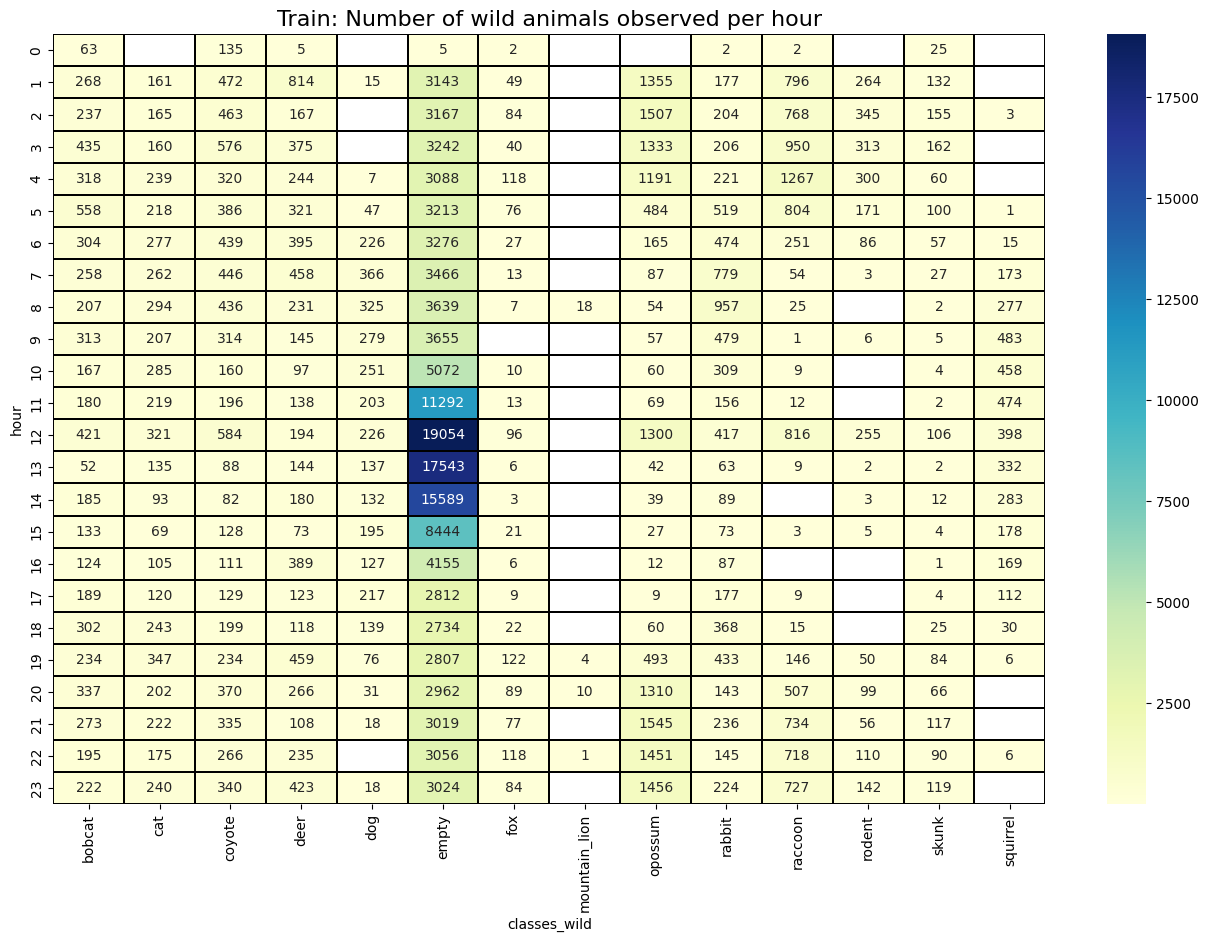 Train: Number of wild animals observed per hour
0 63 135 5 5 2 2 2 25
1 268 161 472 814 15 3143 49 1355 177 796 264 132
2 237 165 463 167 3167 84 1507 204 768 345 155 3
3 435 160 576 375 3242 40 1333 206 950 313 162
4 318 239 320 244 7 3088 118 1191 221 1267 300 60
5 558 218 386 321 47 3213 76 484 519 804 171 100 1
6 304 277 439 395 226 3276 27 165 474 251 86 57 15
7 258 262 446 458 366 3466 13 87 779 54 3 27 173
8 207 294 436 231 325 3639 7 18 54 957 25 2 277
9 313 207 314 145 279 3655 57 479 1 6 5 483
10 167 285 160 97 251 5072 10 60 309 9 4 458
11 180 219 196 138 203 11292 13 69 156 12 2 474
12 421 321 584 194 226 19054 96 1300 417 816 255 106 398
13 52 135 88 144 137 17543 6 42 63 9 2 2 332
14 185 93 82 180 132 15589 3 39 89 3 12 283
15 133 69 128 73 195 8444 21 27 73 3 5 4 178
16 124 105 111 389 127 4155 6 12 87 1 169
17 189 120 129 123 217 2812 9 9 177 9 4 112
18 302 243 199 118 139 2734 22 60 368 15 25 30
19 234 347 234 459 76 2807 122 4 493 433 146 50 84 6
20 337 202 370 266 31 2962 89 10 1310 143 507 99 66
21 273 222 335 108 18 3019 77 1545 236 734 56 117
22 195 175 266 235 3056 118 1 1451 145 718 110 90 6
23 222 240 340 423 18 3024 84 1456 224 727 142 119
hour
bobcat cat coyote deer dog empty fox mountain_lion opossum rabbit raccoon rodent skunk squirrel
classes_wild
17500
15000
12500
10000
7500
5000
2500